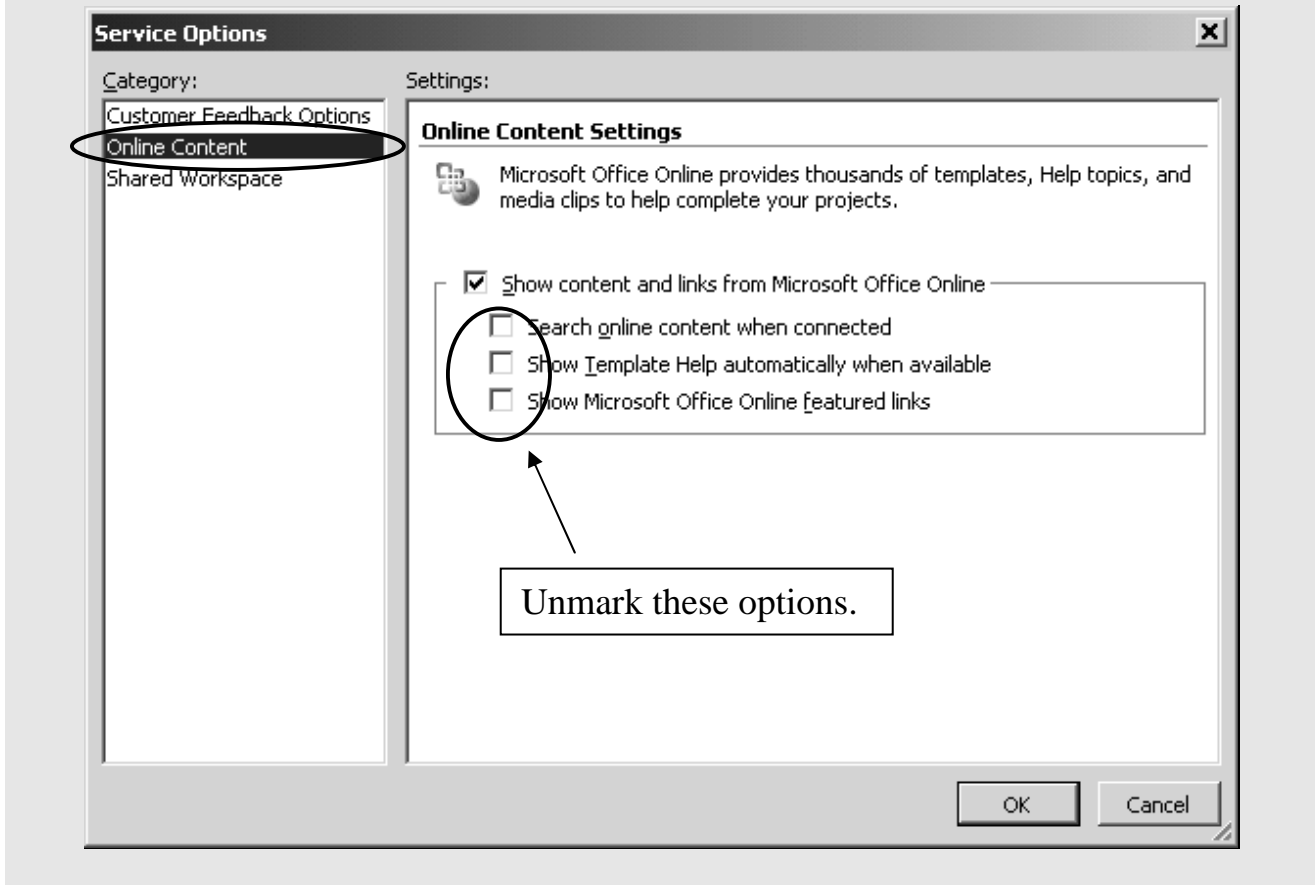 Service Options
Category:
Settings:
Customer Feedback Options
Online Content
Shared Workspace
Online Content Settings
Microsoft Office Online provides thousands of templates, Help topics, and
media clips to help complete your projects.
Show content and links from Microsoft Office Online
Search online content when connected
Show Template Help automatically when available
Show Microsoft Office Online featured links
Unmark these options.
OK
Cancel